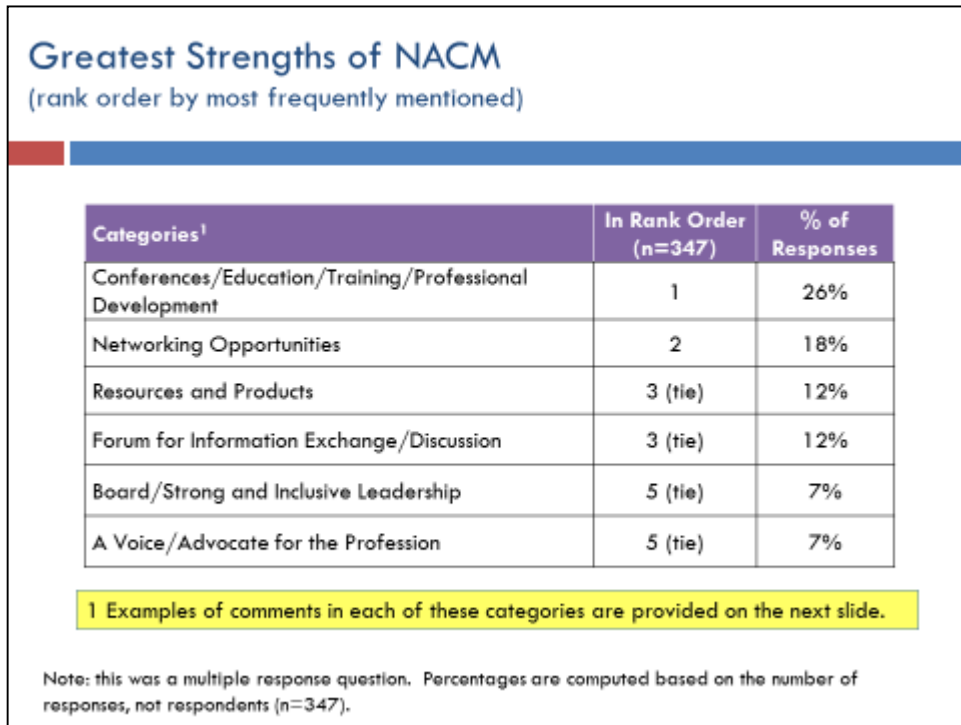 Greatest Strengths of NACM
(rank order by most frequently mentioned)
Categories¹ In Rank Order (n=347) % of Responses
Conferences/Education/Training/Professional Development 1 26%
Networking Opportunities 2 18%
Resources and Products 3 (tie) 12%
Forum for Information Exchange/Discussion 3 (tie) 12%
Board/Strong and Inclusive Leadership 5 (tie) 7%
A Voice/Advocate for the Profession 5 (tie) 7%
1 Examples of comments in each of these categories are provided on the next slide.
Note: this was a multiple response question. Percentages are computed based on the number of
responses, not respondents (n=347).